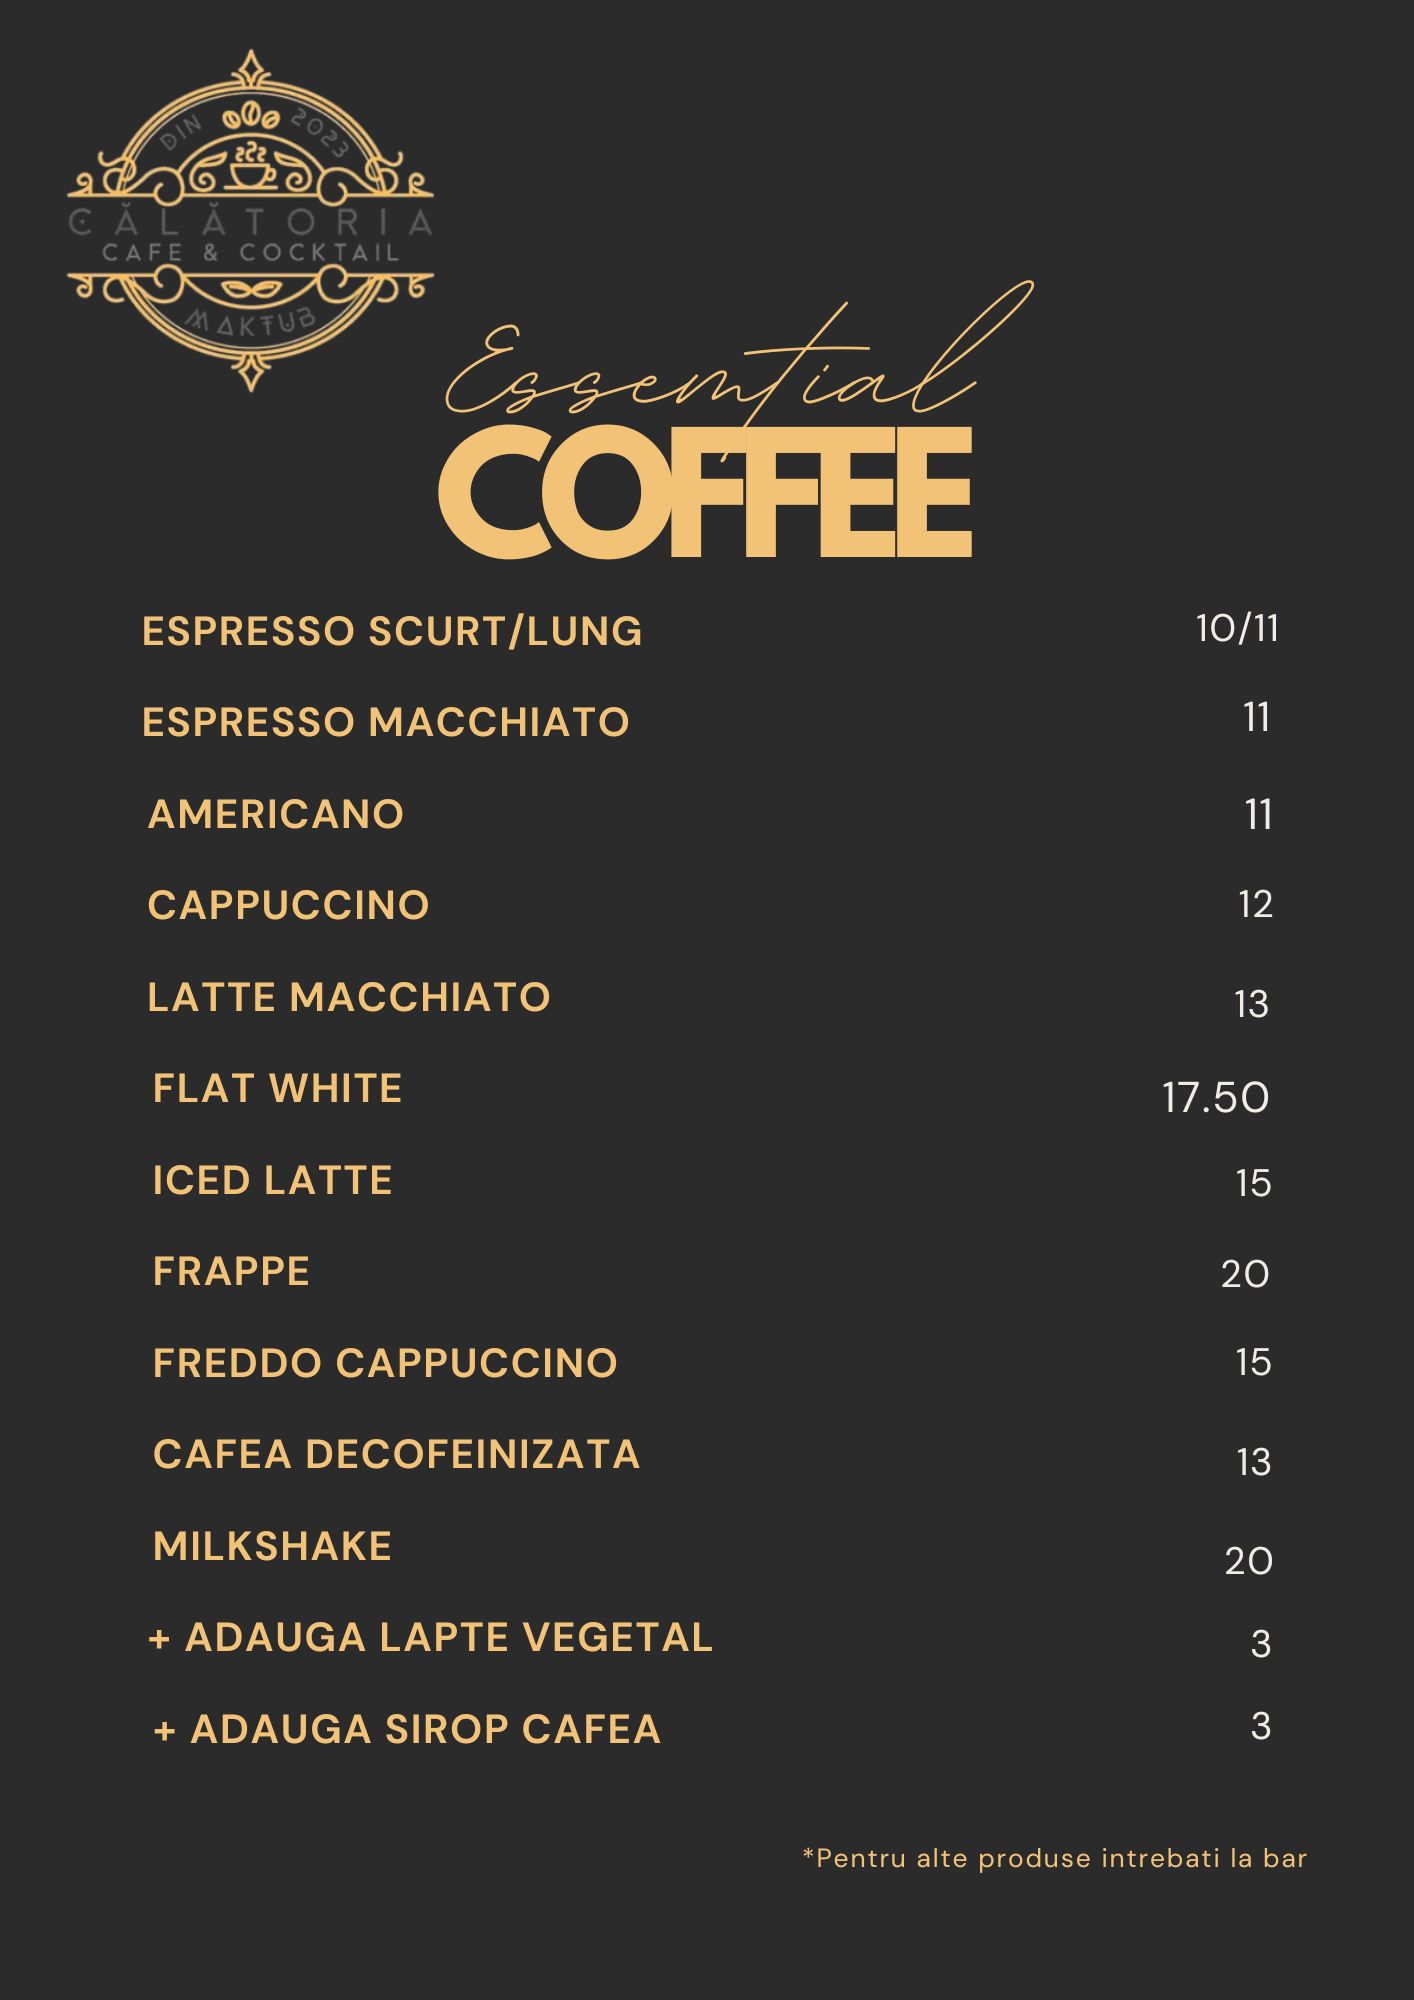 DIN 2023
CĂLĂTORIA
CAFE & COCKTAIL
MAKTUB
Essential
COFFEE
ESPRESSO SCURT/LUNG 10/11
ESPRESSO MACCHIATO 11
AMERICANO 11
CAPPUCCINO 12
LATTE MACCHIATO 13
FLAT WHITE 17.50
ICED LATTE 15
FRAPPE 20
FREDDO CAPPUCCINO 15
CAFEA DECOFEINIZATA 13
MILKSHAKE 20
+ ADAUGA LAPTE VEGETAL 3
+ ADAUGA SIROP CAFEA 3
*Pentru alte produse intrebati la bar